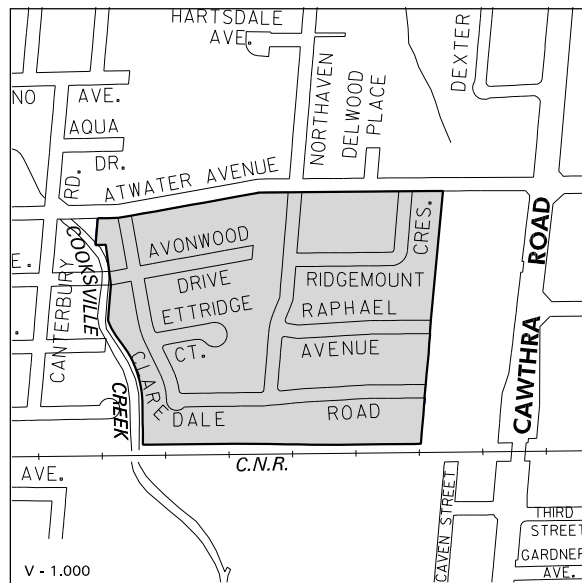 HARTSDALE
AVE.
DEXTER
NO AVE.
AQUA
DR.
RD.
NORTHAVEN
DELWOOD
PLACE
ATWATER AVENUE
CANTERBURY
COOKSVILLE
CREEK
AVONWOOD
DRIVE
CRES.
RIDGEMOUNT
ETTRIDGE
CT.
RAPHAEL
AVENUE
E.
CLARE
DALE ROAD
CAWTHRA ROAD
C.N.R.
AVE.
CAVEN STREET
THIRD
STREET
GARDNER
AVE.
V - 1.000